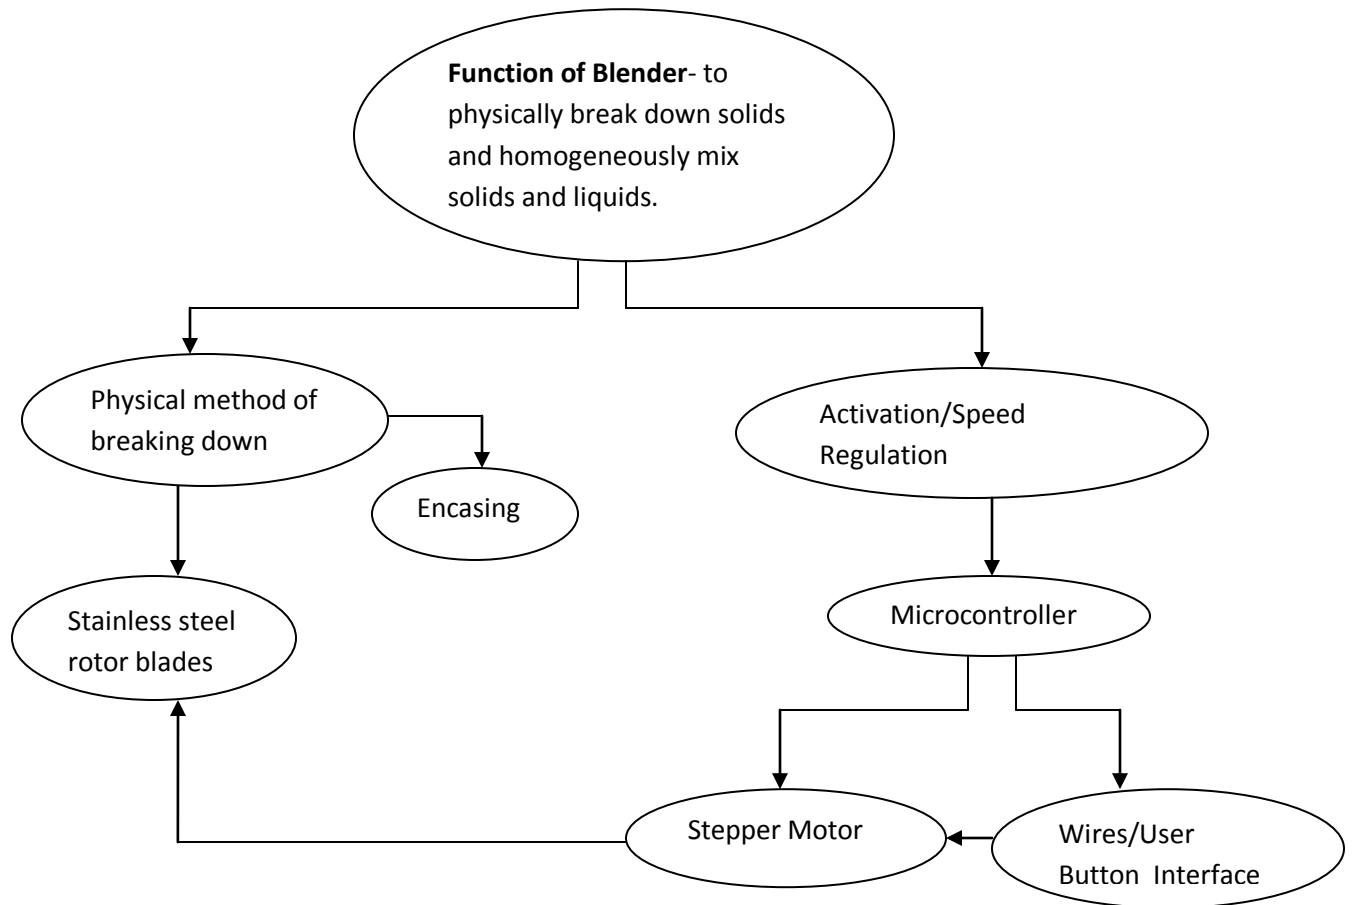 Function of Blender- to
physically break down solids
and homogeneously mix
solids and liquids.
Physical method of
breaking down
Activation/Speed
Regulation
Encasing
Stainless steel
rotor blades
Microcontroller
Stepper Motor
Wires/User
Button Interface